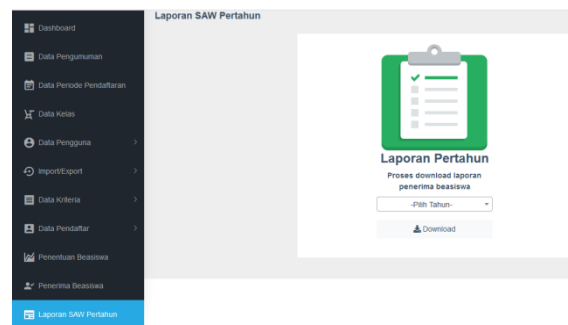 Laporan SAW Pertahun
Dashboard
Data Pengumuman
Data Periode Pendaftaran
Data Kelas
Data Pengguna
Import/Export
Data Kriteria
Data Pendaftar
Penentuan Beasiswa
Penerima Beasiswa
Laporan SAW Pertahun
Laporan Pertahun
Proses download laporan
penerima beasiswa
-Pilih Tahun-
Download